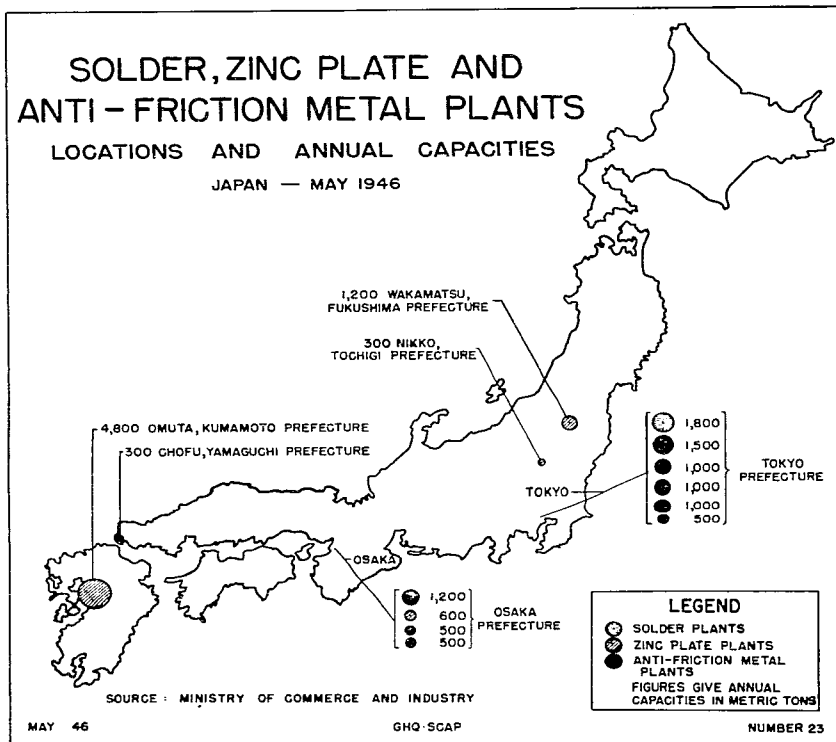 SOLDER, ZINC PLATE AND
ANTI-FRICTION METAL PLANTS
LOCATIONS AND ANNUAL CAPACITIES
JAPAN — MAY 1946
1,200 WAKAMATSU,
FUKUSHIMA PREFECTURE
300 NIKKO,
TOCHIGI PREFECTURE
4,800 OMUTA, KUMAMOTO PREFECTURE
300 CHOFU, YAMAGUCHI PREFECTURE
1,800
1,500
1,000
1,000
1,000
500
TOKYO
PREFECTURE
TOKYO
OSAKA
1,200
600
500
500
OSAKA
PREFECTURE
LEGEND
SOLDER PLANTS
ZINC PLATE PLANTS
ANTI-FRICTION METAL
PLANTS
FIGURES GIVE ANNUAL
CAPACITIES IN METRIC TONS
SOURCE : MINISTRY OF COMMERCE AND INDUSTRY
MAY 46
GHQ-SCAP
NUMBER 23